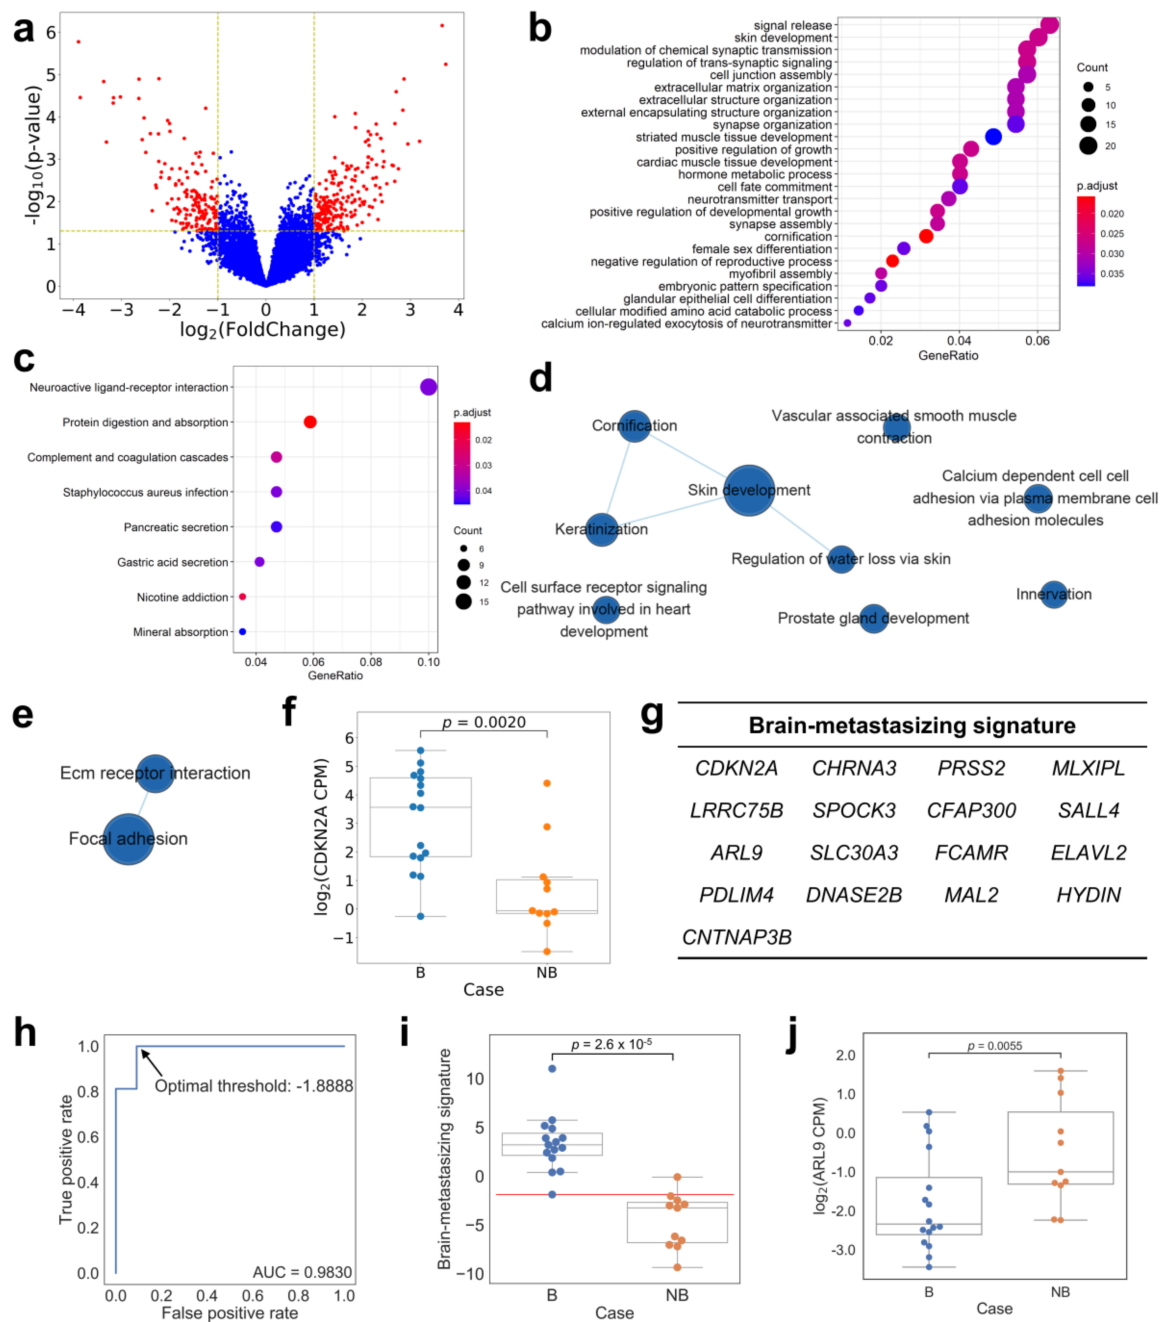 a
6
5
4
3
2
1
0
-log10(p-value)
−4 −3 −2 −1 0 1 2 3 4
log2(FoldChange)
b
signal release
skin development
modulation of chemical synaptic transmission
regulation of trans-synaptic signaling
cell junction assembly
extracellular matrix organization
extracellular structure organization
external encapsulating structure organization
synapse organization
striated muscle tissue development
positive regulation of growth
cardiac muscle tissue development
hormone metabolic process
cell fate commitment
neurotransmitter transport
positive regulation of developmental growth
synapse assembly
cornification
female sex differentiation
negative regulation of reproductive process
myofibril assembly
embryonic pattern specification
glandular epithelial cell differentiation
cellular modified amino acid catabolic process
calcium ion-regulated exocytosis of neurotransmitter
0.02 0.04 0.06
GeneRatio
Count
5
10
15
20
p.adjust
0.020
0.025
0.030
0.035
c
Neuroactive ligand-receptor interaction
Protein digestion and absorption
Complement and coagulation cascades
Staphylococcus aureus infection
Pancreatic secretion
Gastric acid secretion
Nicotine addiction
Mineral absorption
0.04 0.06 0.08 0.10
GeneRatio
p.adjust
0.02
0.03
0.04
Count
6
9
12
15
d
Cornification
Vascular associated smooth muscle
contraction
Skin development
Calcium dependent cell cell
adhesion via plasma membrane cell
adhesion molecules
Keratinization
Regulation of water loss via skin
Cell surface receptor signaling
pathway involved in heart
development
Prostate gland development
Innervation
e
Ecm receptor interaction
Focal adhesion
f
p = 0.0020
6
5
4
3
2
1
0
−1
log2(CDKN2A CPM)
B NB
Case
g
Brain-metastasizing signature
CDKN2A CHRNA3 PRSS2 MLXIPL
LRRC75B SPOCK3 CFAP300 SALL4
ARL9 SLC30A3 FCAMR ELAVL2
PDLIM4 DNASE2B MAL2 HYDIN
CNTNAP3B
h
1.0
0.8
0.6
0.4
0.2
0.0
True positive rate
Optimal threshold: -1.8888
AUC = 0.9830
0.0 0.2 0.4 0.6 0.8 1.0
False positive rate
i
p = 2.6 x 10-5
10
5
0
−5
−10
Brain-metastasizing signature
B NB
Case
j
p = 0.0055
2.0
1.0
0.0
-1.0
-2.0
-3.0
log2(ARL9 CPM)
B NB
Case